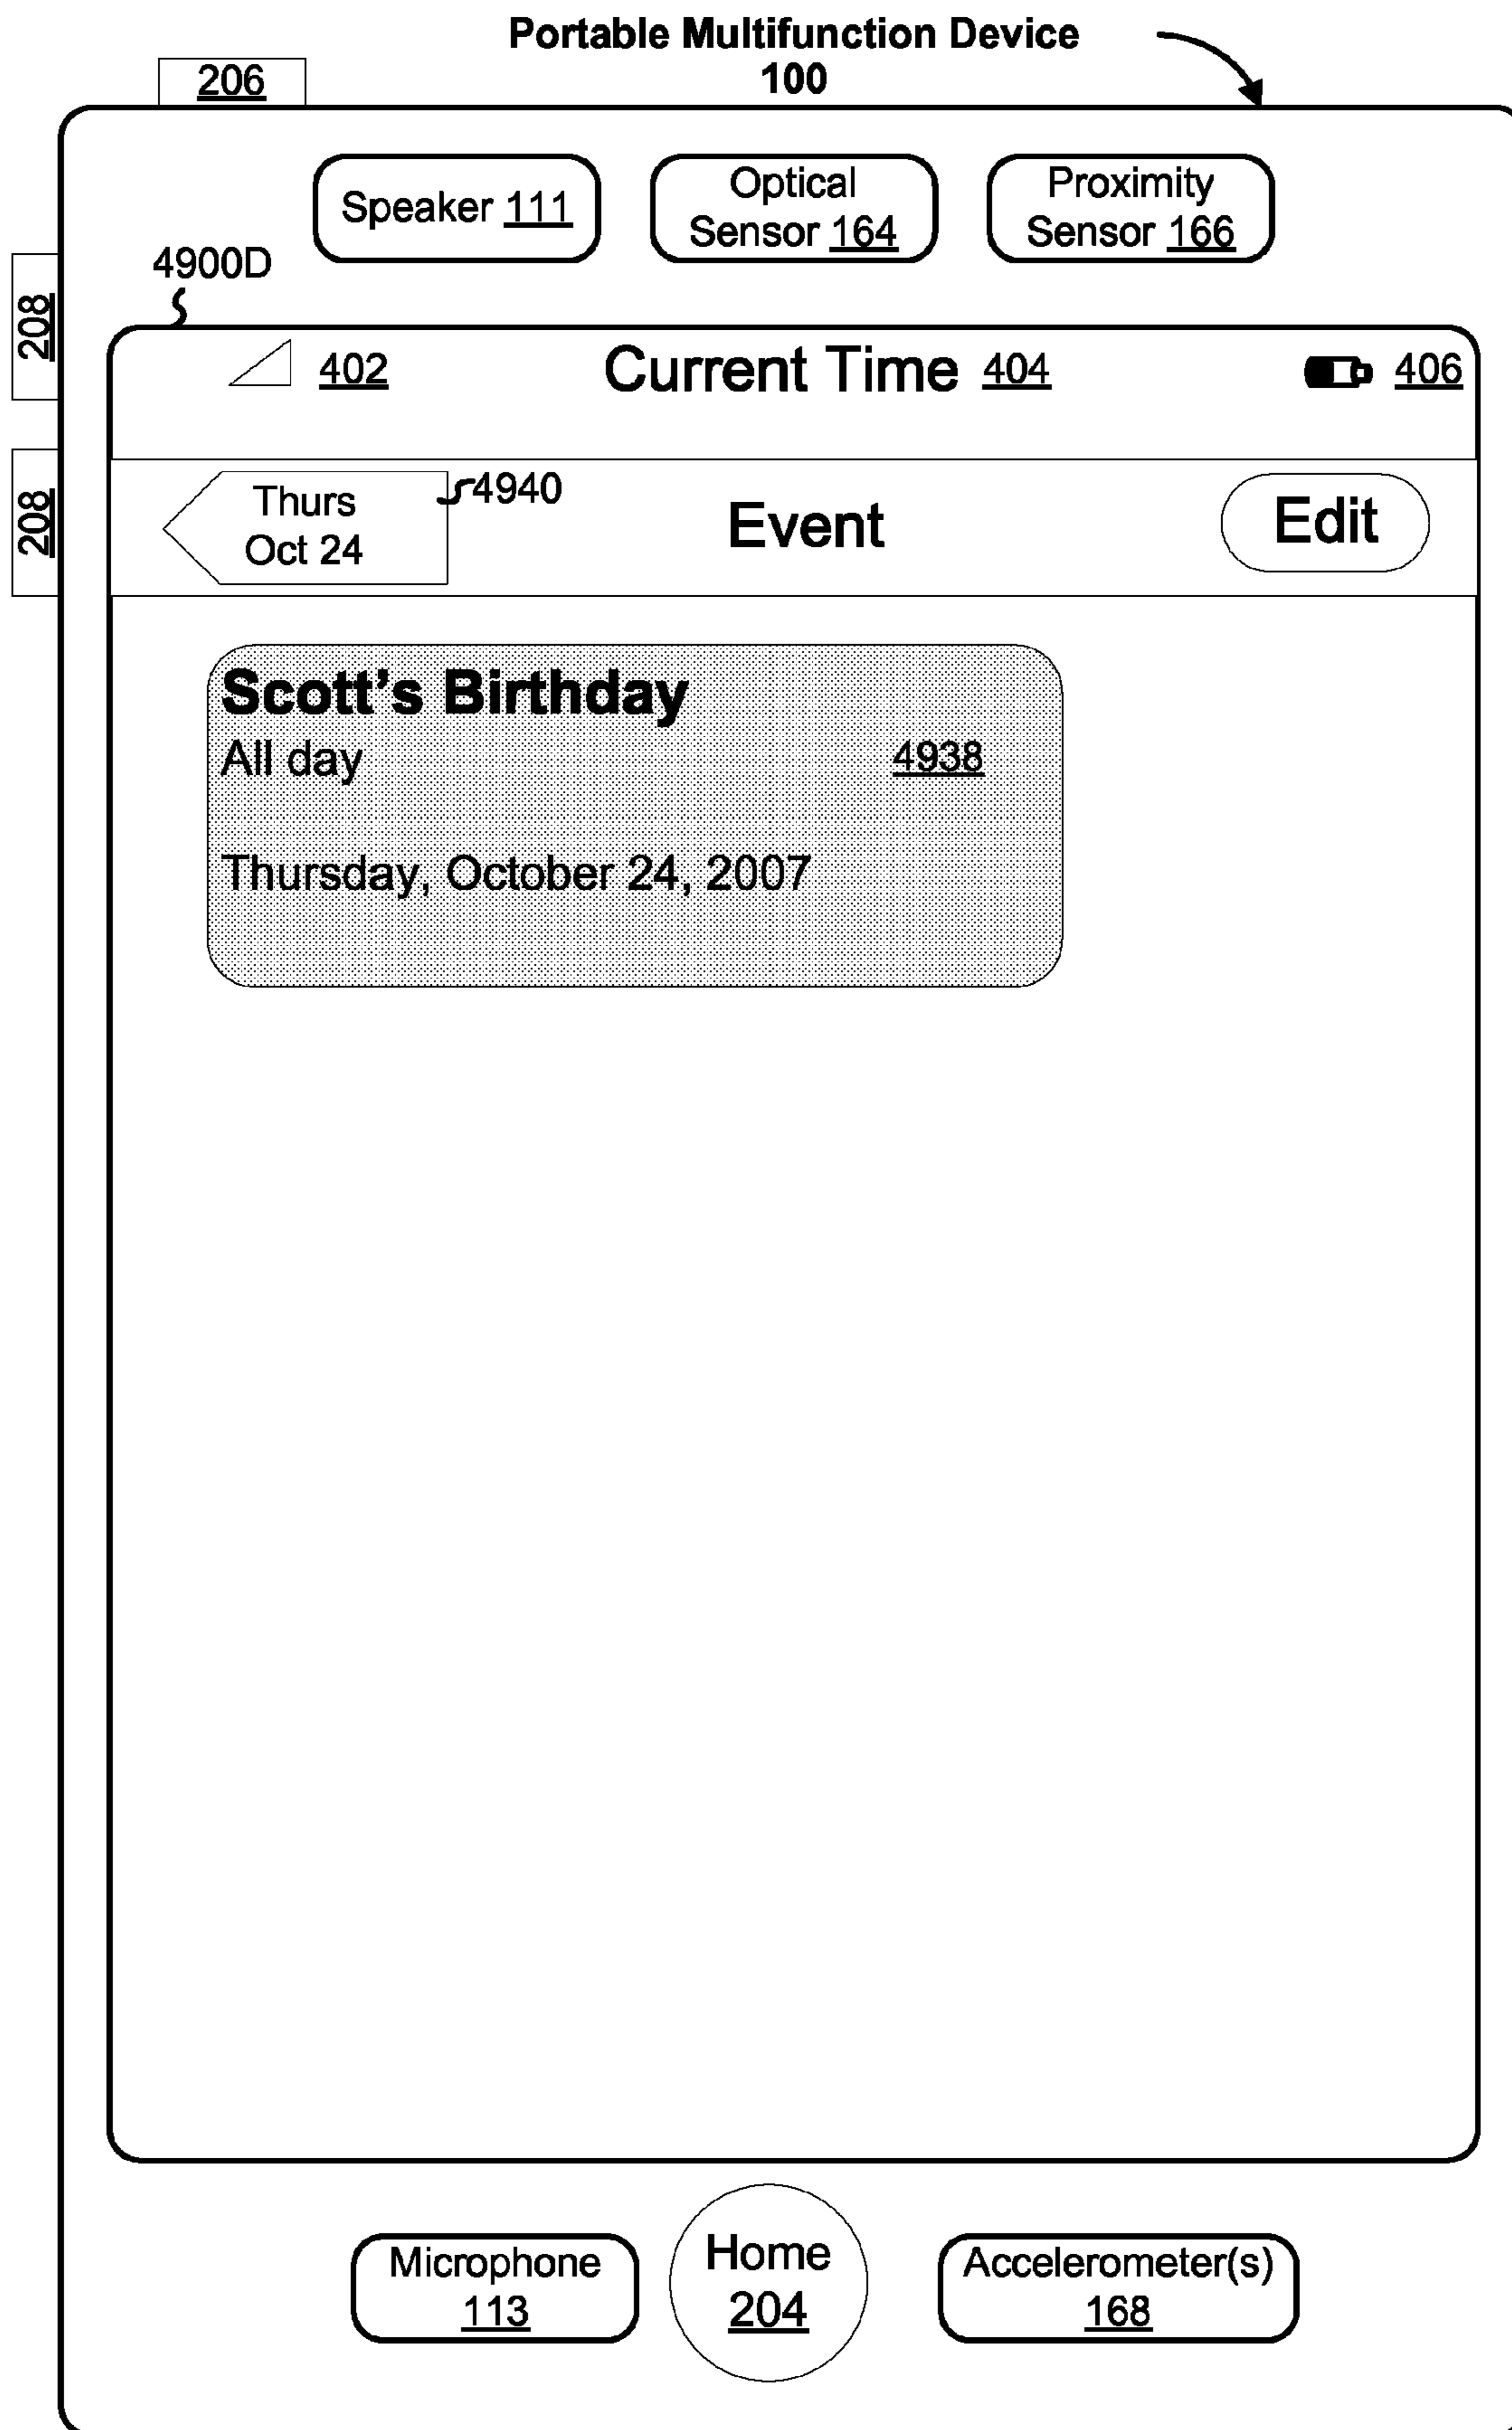 Portable Multifunction Device
100
206
Speaker 111
Optical
Sensor 164
Proximity
Sensor 166
4900D
208
402
Current Time 404
406
208
Thurs
Oct 24
4940
Event
Edit
Scott's Birthday
All day
4938
Thursday, October 24, 2007
Microphone
113
Home
204
Accelerometer(s)
168